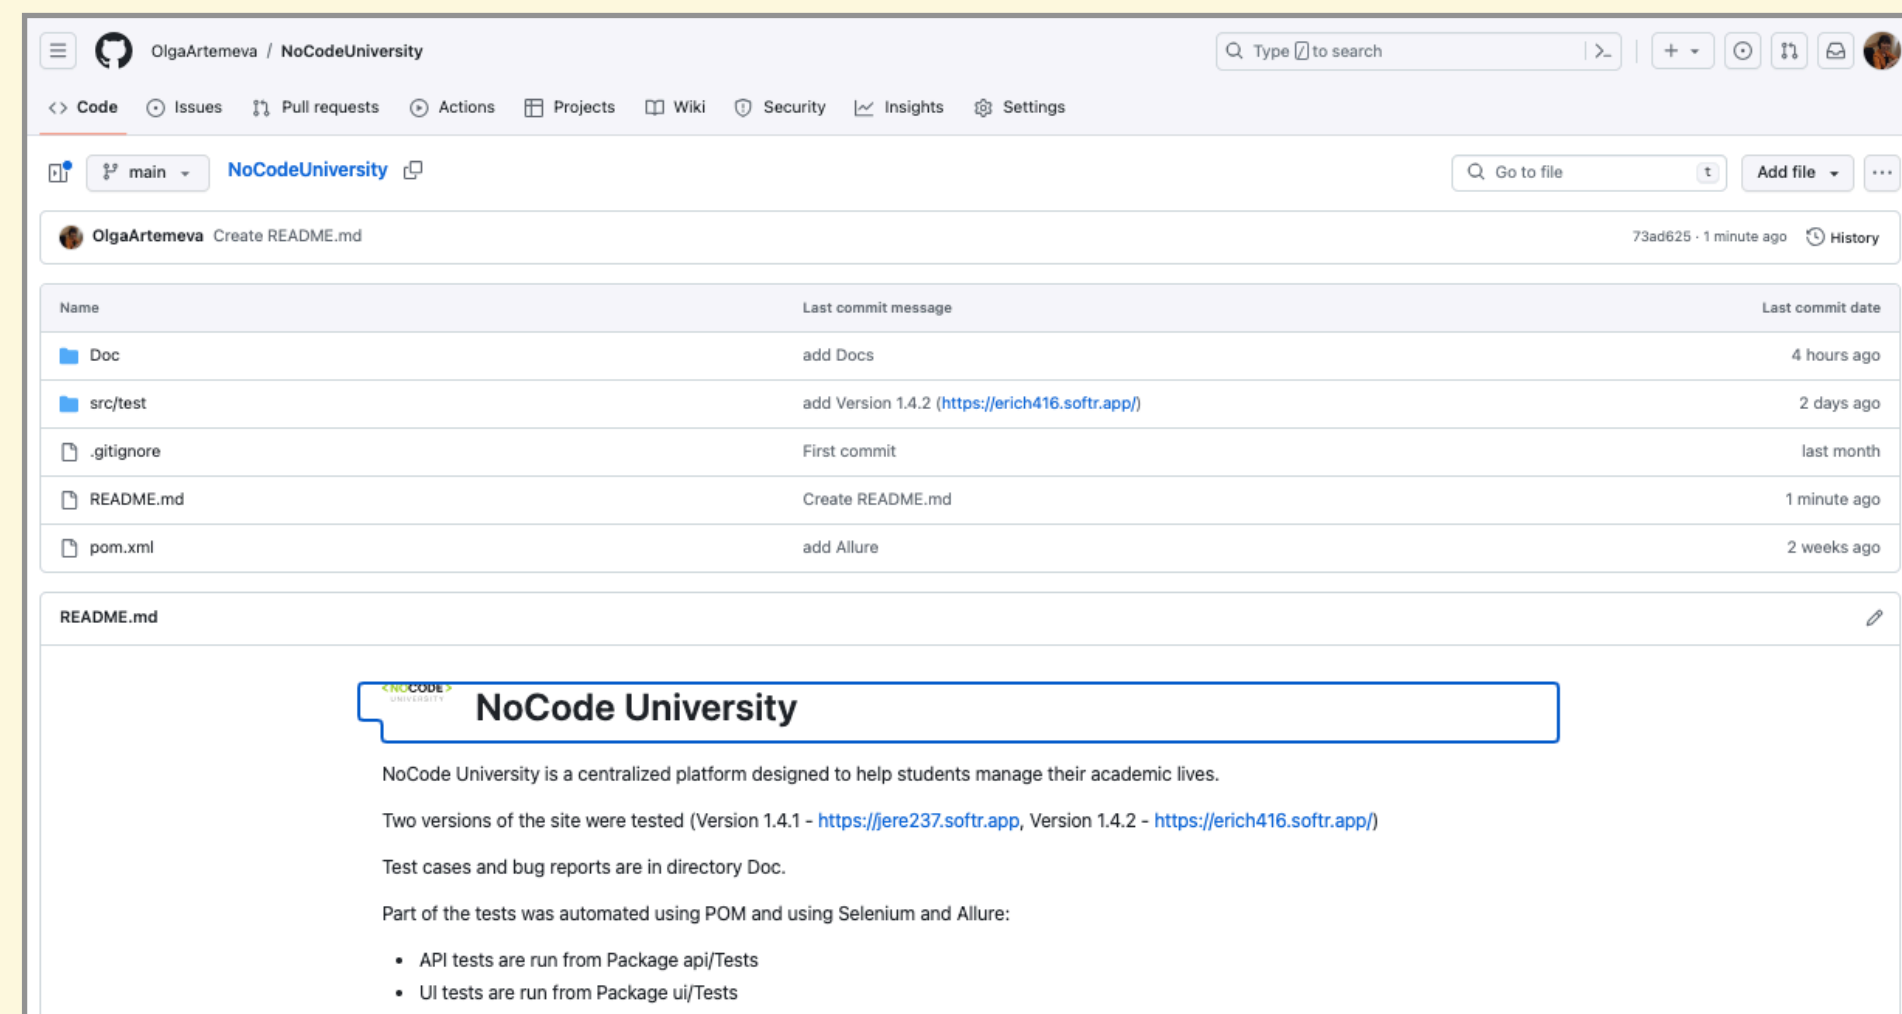 OlgaArtemeva / NoCodeUniversity
Type / to search
Code Issues Pull requests Actions Projects Wiki Security Insights Settings
main NoCodeUniversity Go to file t Add file
OlgaArtemeva Create README.md 73ad625 · 1 minute ago History
Name Last commit message Last commit date
Doc add Docs 4 hours ago
src/test add Version 1.4.2 (https://erich416.softr.app/) 2 days ago
.gitignore First commit last month
README.md Create README.md 1 minute ago
pom.xml add Allure 2 weeks ago
README.md
<NOCODE>
UNIVERSITY
NoCode University
NoCode University is a centralized platform designed to help students manage their academic lives.
Two versions of the site were tested (Version 1.4.1 - https://jere237.softr.app, Version 1.4.2 - https://erich416.softr.app/)
Test cases and bug reports are in directory Doc.
Part of the tests was automated using POM and using Selenium and Allure:
• API tests are run from Package api/Tests
• UI tests are run from Package ui/Tests